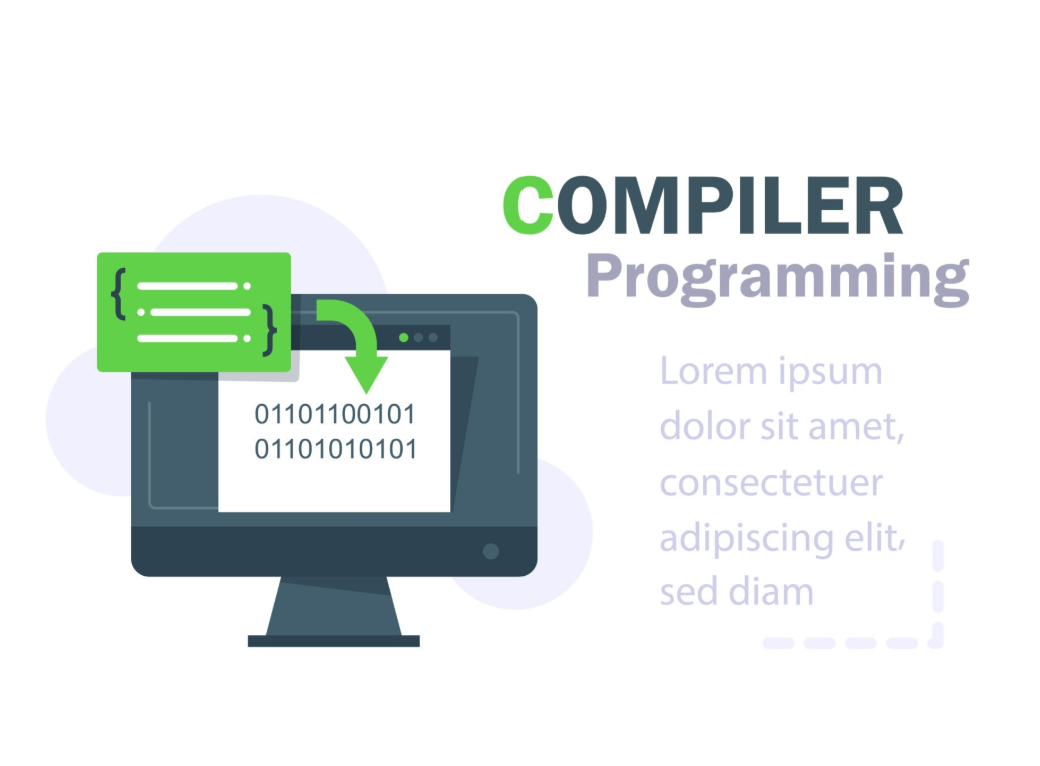 COMPILER
Programming
{
}
01101100101
01101010101
Lorem ipsum
dolor sit amet,
consectetuer
adipiscing elit,
sed diam